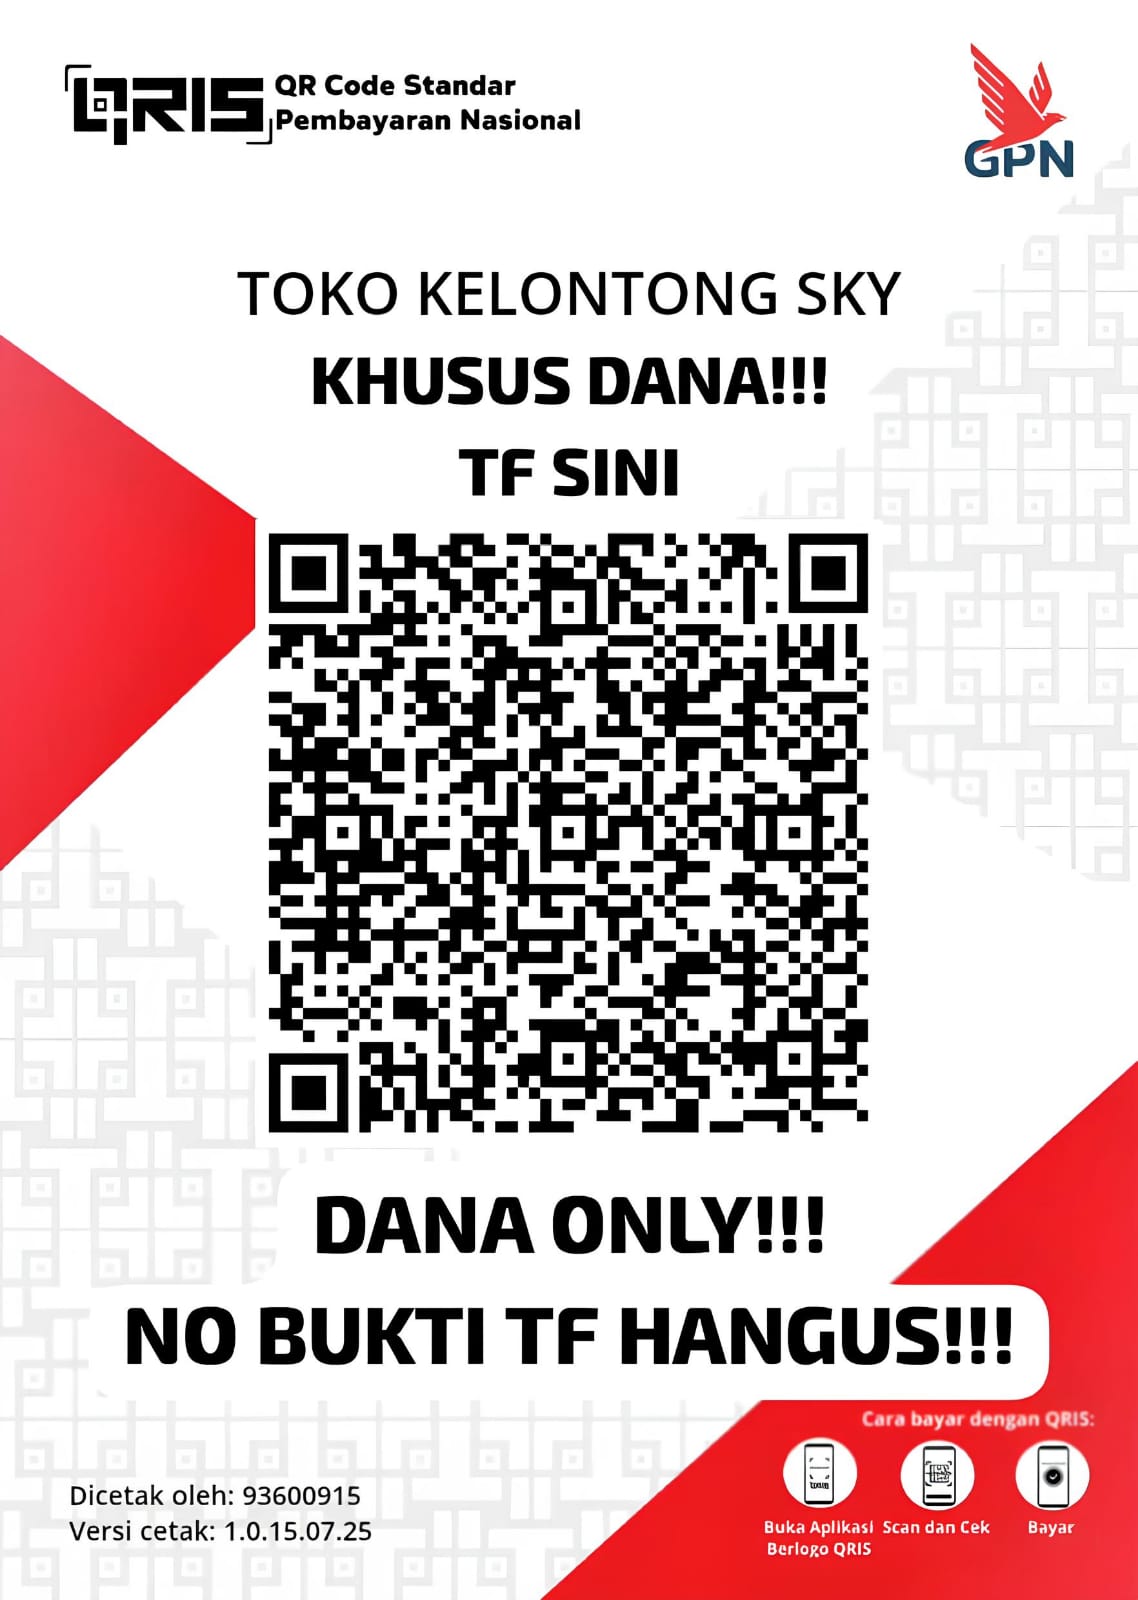 QRIS QR Code Standar
Pembayaran Nasional
GPN
TOKO KELONTONG SKY
KHUSUS DANA!!!
TF SINI
DANA ONLY!!!
NO BUKTI TF HANGUS!!!
Cara bayar dengan QRIS:
Buka Aplikasi
Berlogo QRIS
Scan dan Cek
Bayar
Dicetak oleh: 93600915
Versi cetak: 1.0.15.07.25